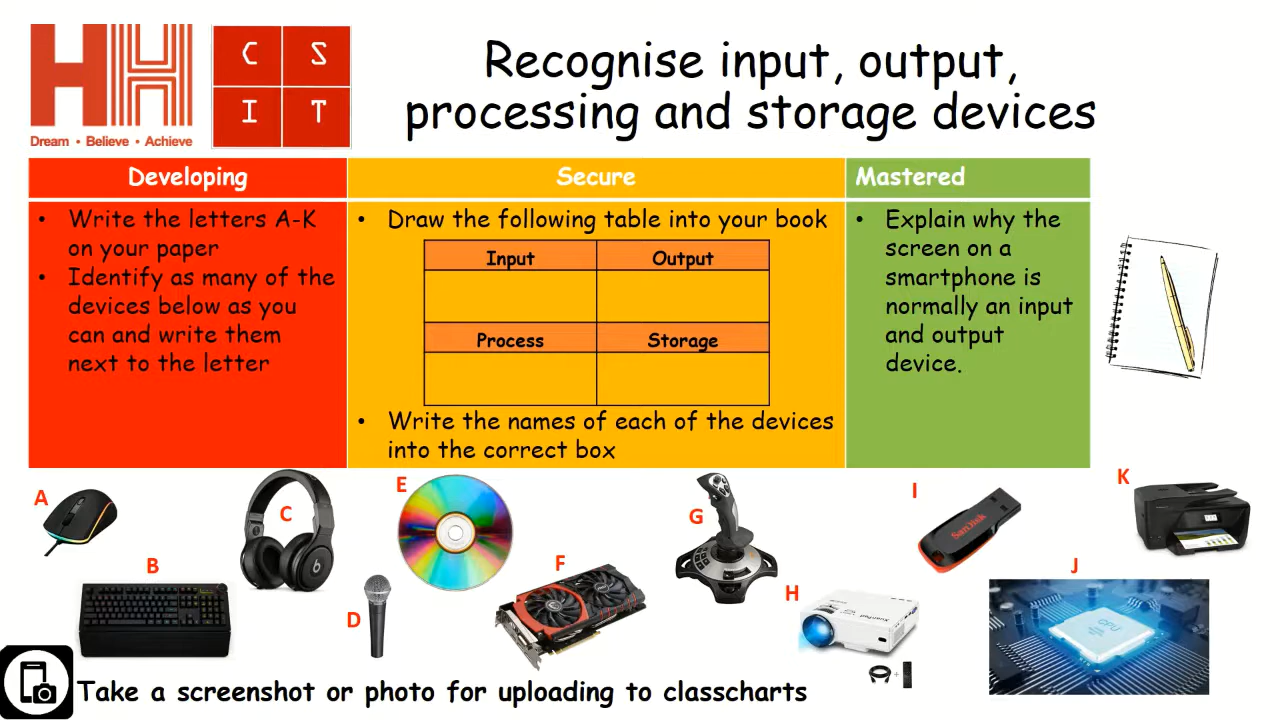 Dream • Believe • Achieve
C S
I T
Recognise input, output,
processing and storage devices
Developing
• Write the letters A-K
on your paper
• Identify as many of the
devices below as you
can and write them
next to the letter
Secure
• Draw the following table into your book
Input Output
Process Storage
• Write the names of each of the devices
into the correct box
Mastered
• Explain why the
screen on a
smartphone is
normally an input
and output
device.
A
B
C
D
E
F
G
H
I
SanDisk
J
CPU
K
Take a screenshot or photo for uploading to classcharts